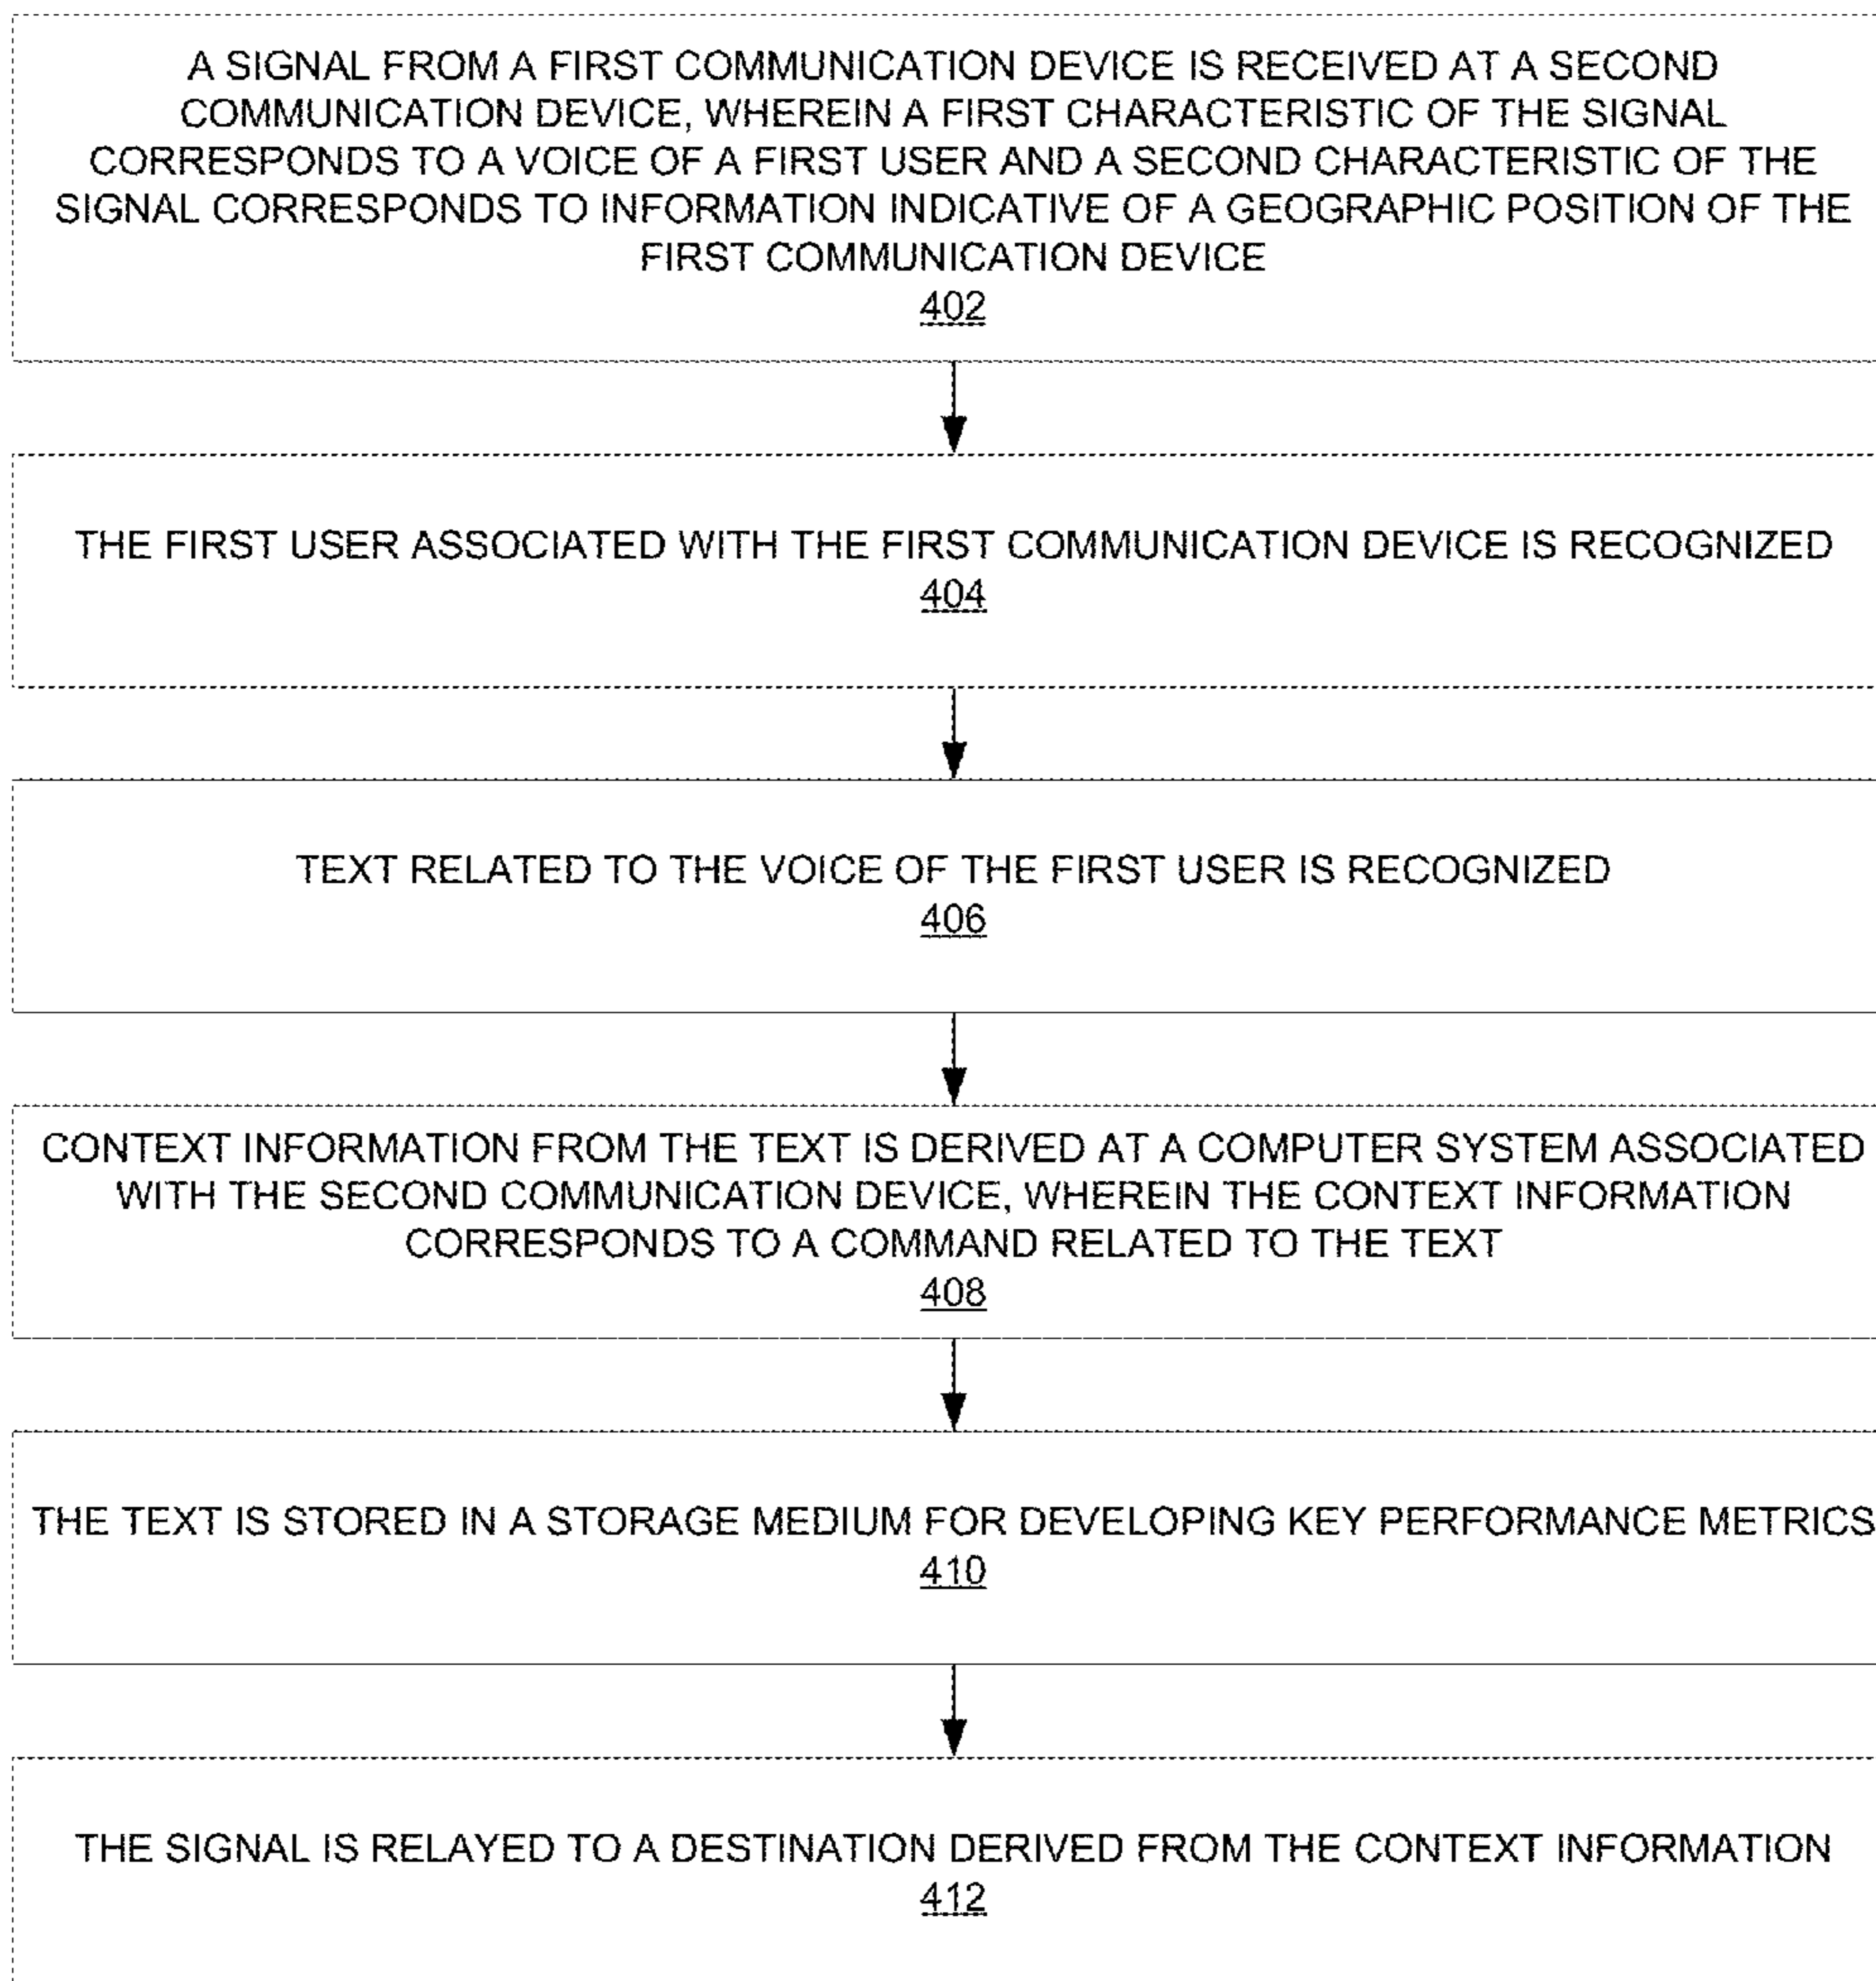 A SIGNAL FROM A FIRST COMMUNICATION DEVICE IS RECEIVED AT A SECOND
COMMUNICATION DEVICE, WHEREIN A FIRST CHARACTERISTIC OF THE SIGNAL
CORRESPONDS TO A VOICE OF A FIRST USER AND A SECOND CHARACTERISTIC OF THE
SIGNAL CORRESPONDS TO INFORMATION INDICATIVE OF A GEOGRAPHIC POSITION OF THE
FIRST COMMUNICATION DEVICE
402
THE FIRST USER ASSOCIATED WITH THE FIRST COMMUNICATION DEVICE IS RECOGNIZED
404
TEXT RELATED TO THE VOICE OF THE FIRST USER IS RECOGNIZED
406
CONTEXT INFORMATION FROM THE TEXT IS DERIVED AT A COMPUTER SYSTEM ASSOCIATED
WITH THE SECOND COMMUNICATION DEVICE, WHEREIN THE CONTEXT INFORMATION
CORRESPONDS TO A COMMAND RELATED TO THE TEXT
408
THE TEXT IS STORED IN A STORAGE MEDIUM FOR DEVELOPING KEY PERFORMANCE METRICS
410
THE SIGNAL IS RELAYED TO A DESTINATION DERIVED FROM THE CONTEXT INFORMATION
412